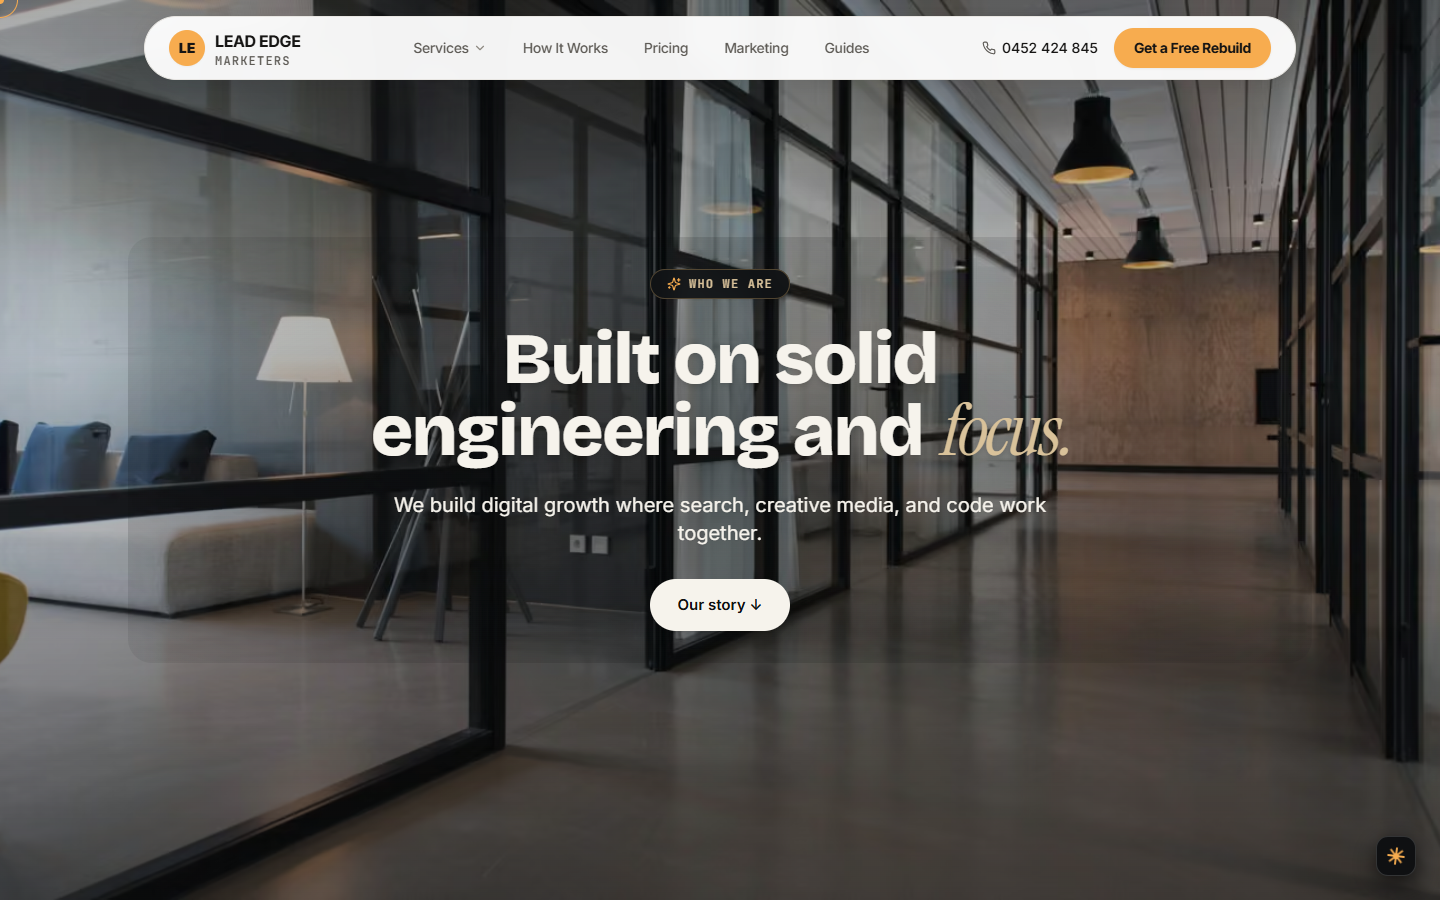 LE
LEAD EDGE
MARKETERS
Services
How It Works
Pricing
Marketing
Guides
0452 424 845
Get a Free Rebuild
WHO WE ARE
Built on solid
engineering and focus.
We build digital growth where search, creative media, and code work
together.
Our story ↓